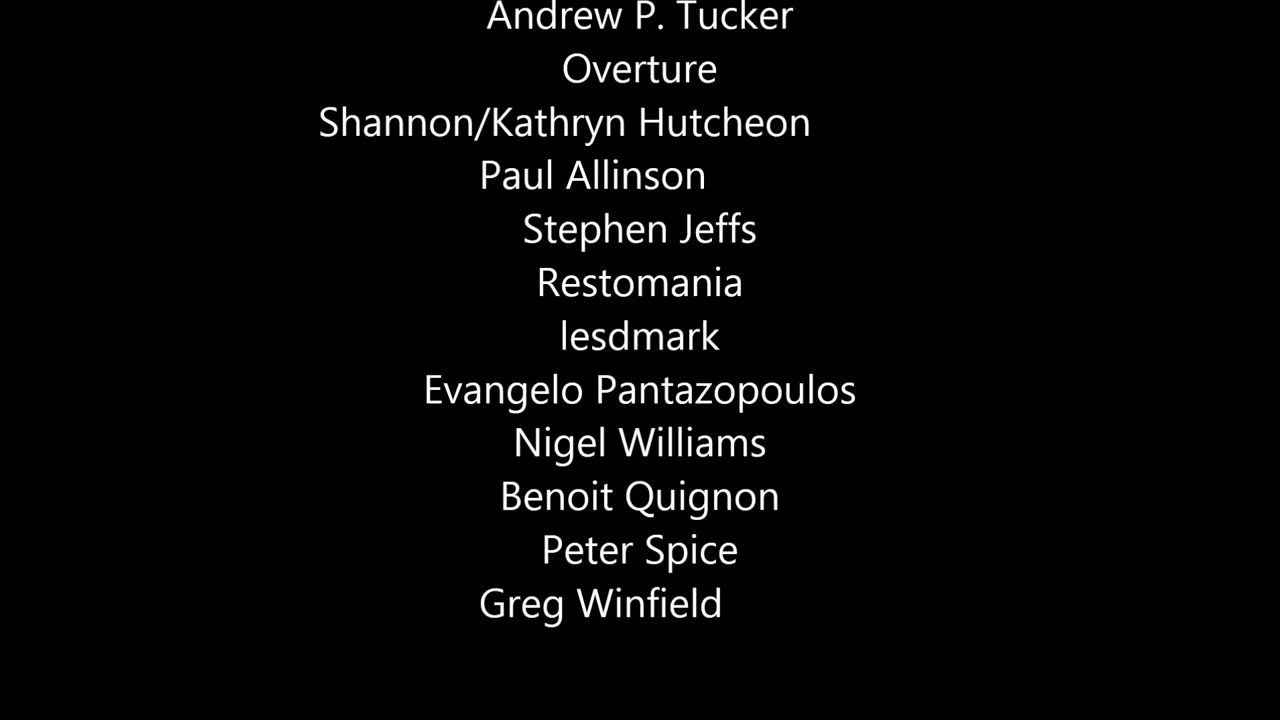 Andrew P. Tucker
Overture
Shannon/Kathryn Hutcheon
Paul Allinson
Stephen Jeffs
Restomania
lesdmark
Evangelo Pantazopoulos
Nigel Williams
Benoit Quignon
Peter Spice
Greg Winfield